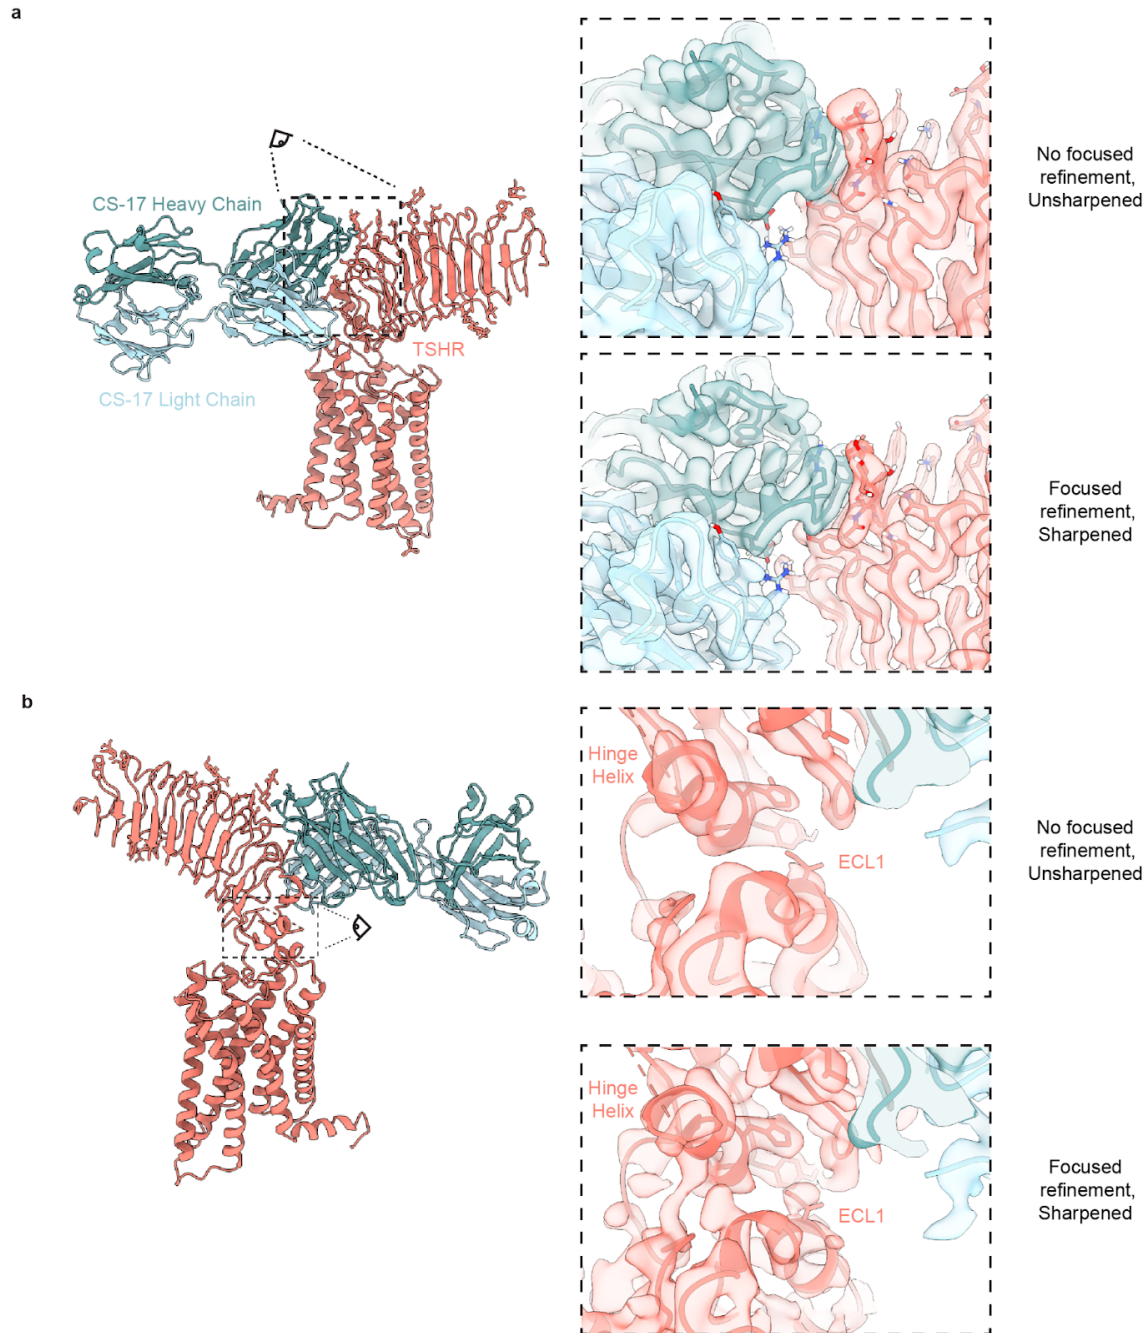 a
CS-17 Heavy Chain
TSHR
CS-17 Light Chain
No focused
refinement,
Unsharpened
Focused
refinement,
Sharpened
b
Hinge
Helix
ECL1
No focused
refinement,
Unsharpened
Hinge
Helix
ECL1
Focused
refinement,
Sharpened